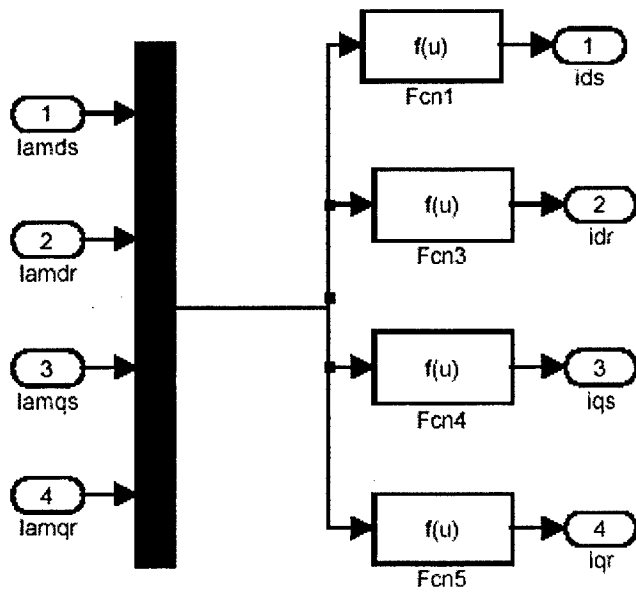 f(u)
1
Fcn1
ids
1
lamds
f(u)
2
Fcn3
idr
2
lamdr
f(u)
3
Fcn4
iqs
3
lamqs
f(u)
4
Fcn5
iqr
4
lamqr